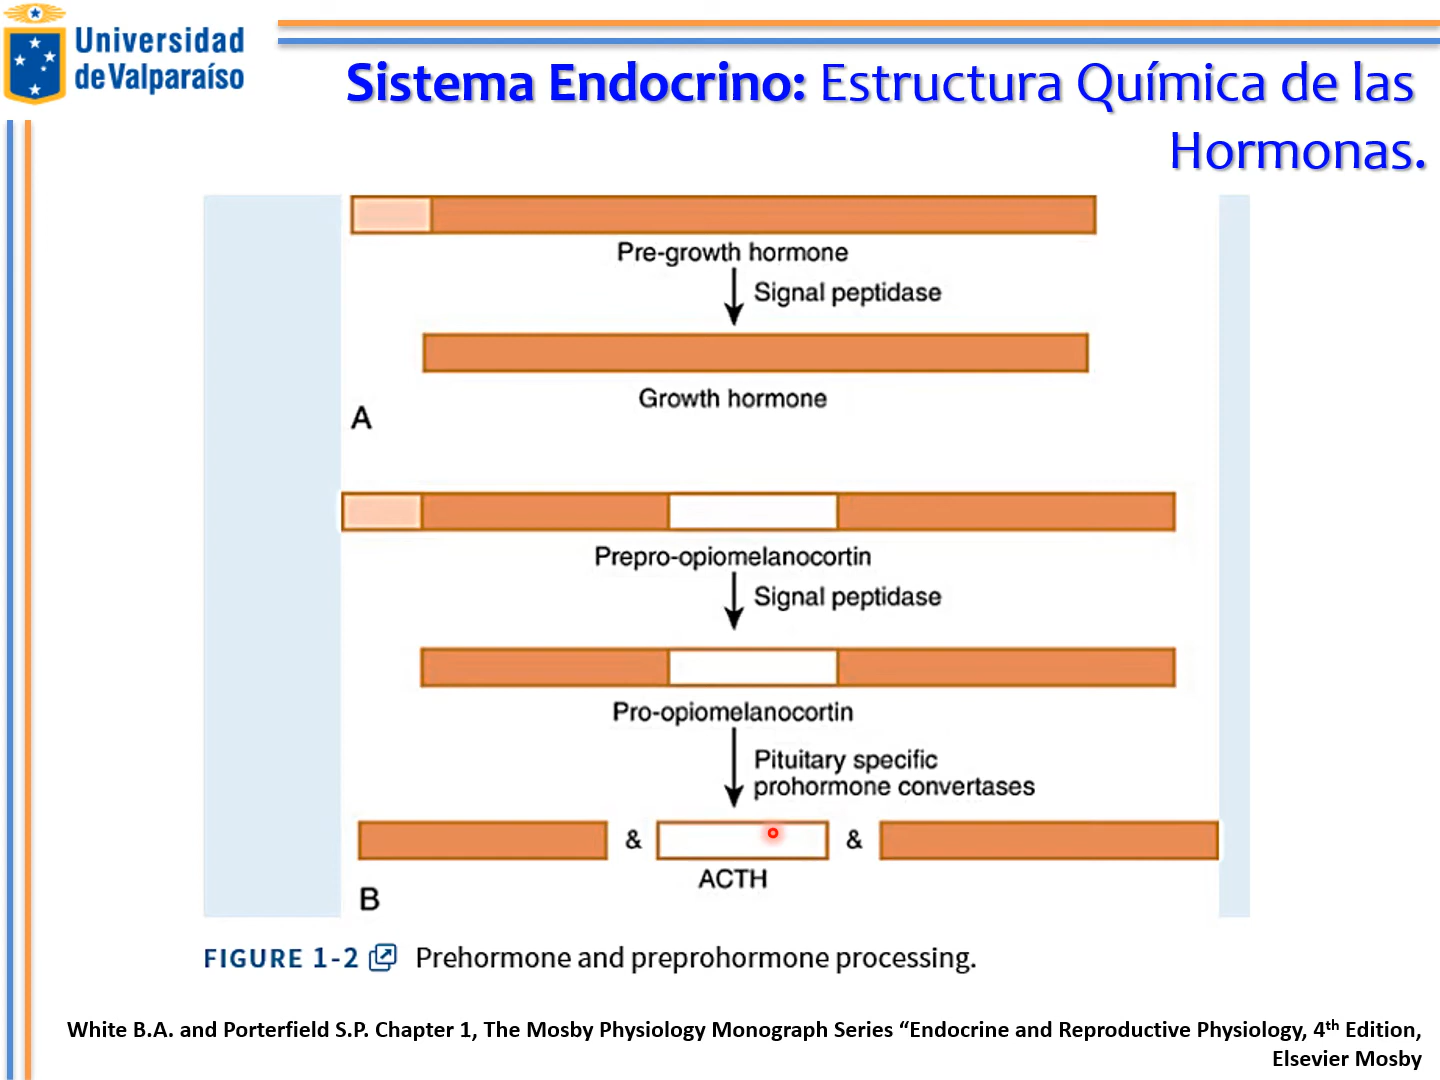 Universidad
de Valparaíso
Sistema Endocrino: Estructura Química de las
Hormonas.
Pre-growth hormone
Signal peptidase
Growth hormone
A
Prepro-opiomelanocortin
Signal peptidase
Pro-opiomelanocortin
Pituitary specific
prohormone convertases
& &
ACTH
B
FIGURE 1-2 Prehormone and preprohormone processing.
White B.A. and Porterfield S.P. Chapter 1, The Mosby Physiology Monograph Series “Endocrine and Reproductive Physiology, 4th Edition,
Elsevier Mosby